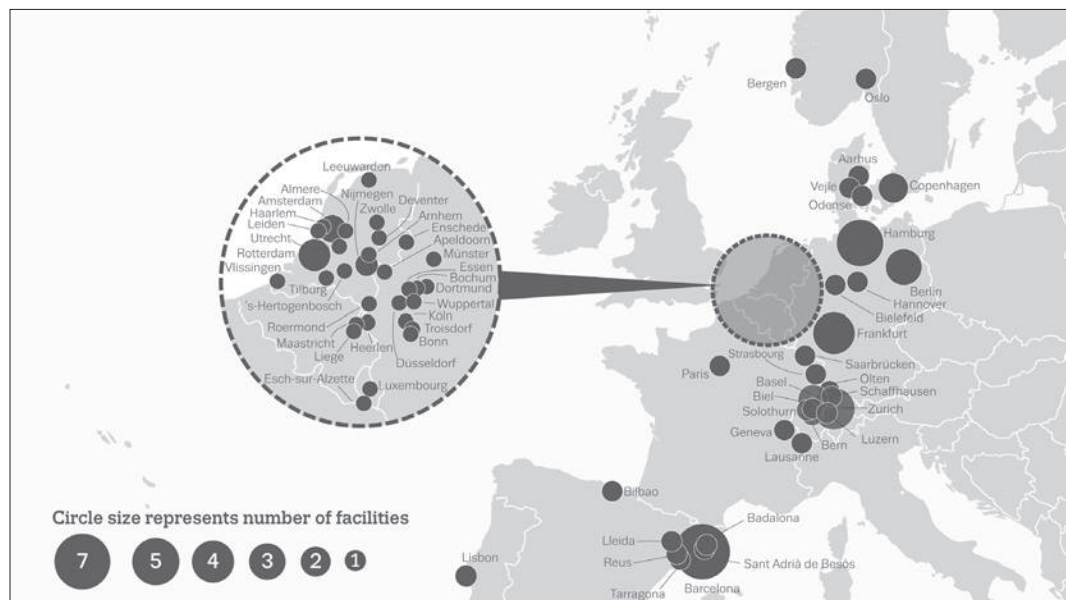 Bergen
Oslo
Aarhus
Vejle
Copenhagen
Odense
Hamburg
Berlin
Hannover
Bielefeld
Frankfurt
Strasbourg
Saarbrücken
Paris
Olten
Basel
Schaffhausen
Biel
Zurich
Solothurn
Geneva
Luzern
Bern
Lausanne
Leeuwarden
Almere
Nijmegen
Deventer
Amsterdam
Zwolle
Haarlem
Arnhem
Leiden
Enschede
Utrecht
Apeldoorn
Rotterdam
Münster
Vlissingen
Essen
Bochum
Tilburg
Dortmund
's-Hertogenbosch
Wuppertal
Köln
Roermond
Troisdorf
Maastricht
Bonn
Liege
Heerlen
Düsseldorf
Esch-sur-Alzette
Luxembourg
Bilbao
Circle size represents number of facilities
7 5 4 3 2 1
Lisbon
Badalona
Lleida
Reus
Sant Adrià de Besós
Tarragona
Barcelona